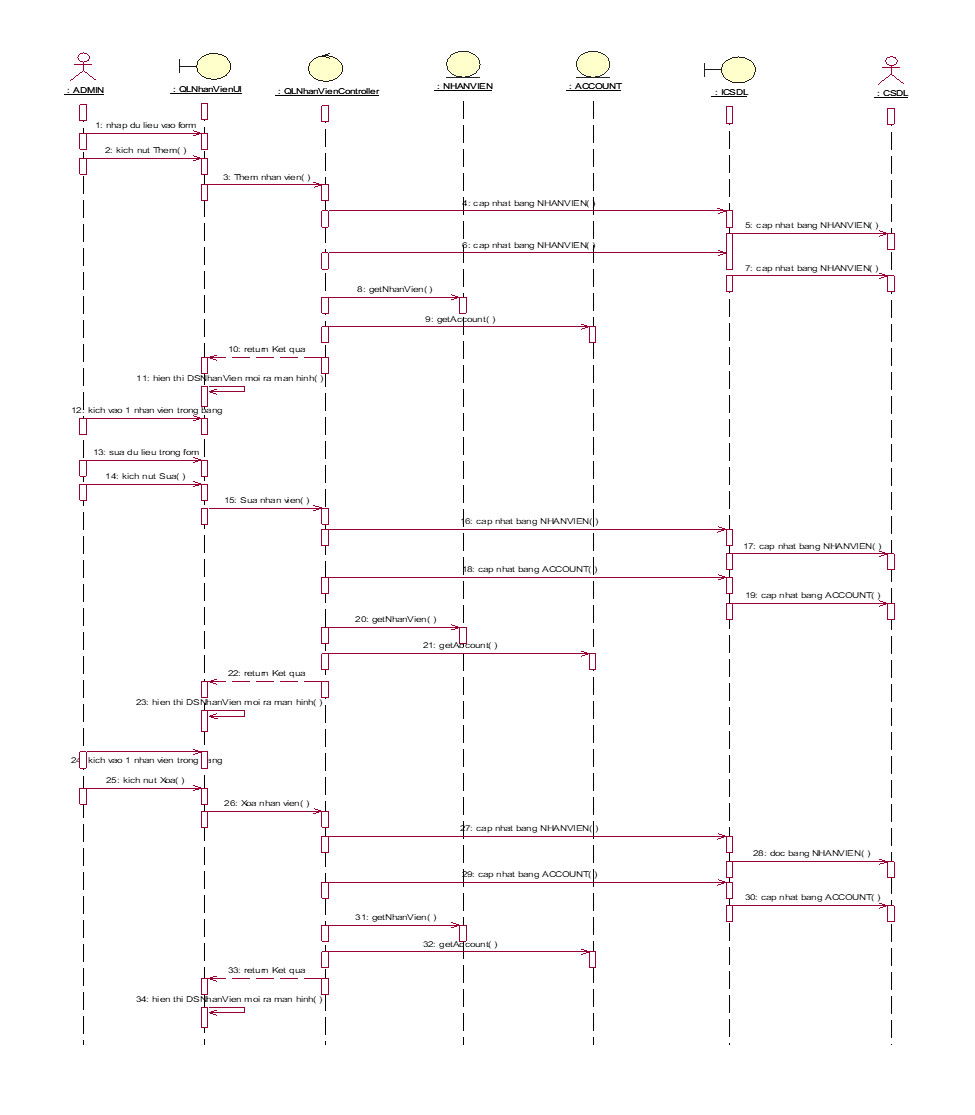 : ADMIN
: QLNhanVienUI
: QLNhanVienController
: NHANVIEN
: ACCOUNT
: ICSDL
: CSDL
1: nhap du lieu vao form
2: kich nut Them( )
3: Them nhan vien( )
4: cap nhat bang NHANVIEN( )
5: cap nhat bang NHANVIEN( )
6: cap nhat bang NHANVIEN( )
7: cap nhat bang NHANVIEN( )
8: getNhanVien( )
9: getAccount( )
10: return Ket qua
11: hien thi DSNhanVien moi ra man hinh( )
12: kich vao 1 nhan vien trong bang
13: sua du lieu trong fom
14: kich nut Sua( )
15: Sua nhan vien( )
16: cap nhat bang NHANVIEN( )
17: cap nhat bang NHANVIEN( )
18: cap nhat bang ACCOUNT( )
19: cap nhat bang ACCOUNT( )
20: getNhanVien( )
21: getAccount( )
22: return Ket qua
23: hien thi DSNhanVien moi ra man hinh( )
24: kich vao 1 nhan vien trong bang
25: kich nut Xoa( )
26: Xoa nhan vien( )
27: cap nhat bang NHANVIEN( )
28: doc bang NHANVIEN( )
29: cap nhat bang ACCOUNT( )
30: cap nhat bang ACCOUNT( )
31: getNhanVien( )
32: getAccount( )
33: return Ket qua
34: hien thi DSNhanVien moi ra man hinh( )